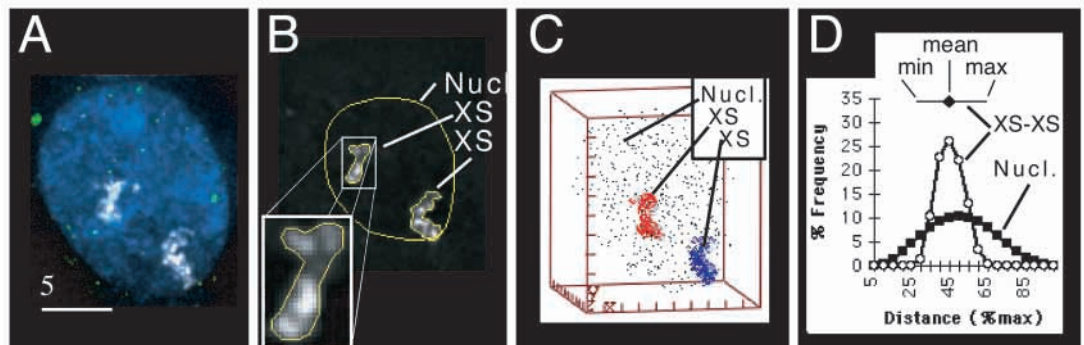 A
5
B
Nucl
XS
XS
C
Nucl.
XS
XS
D
mean
min max
35
30
25
20
15
10
5
0
% Frequency
XS-XS
Nucl.
5
25
45
65
85
Distance (%max)